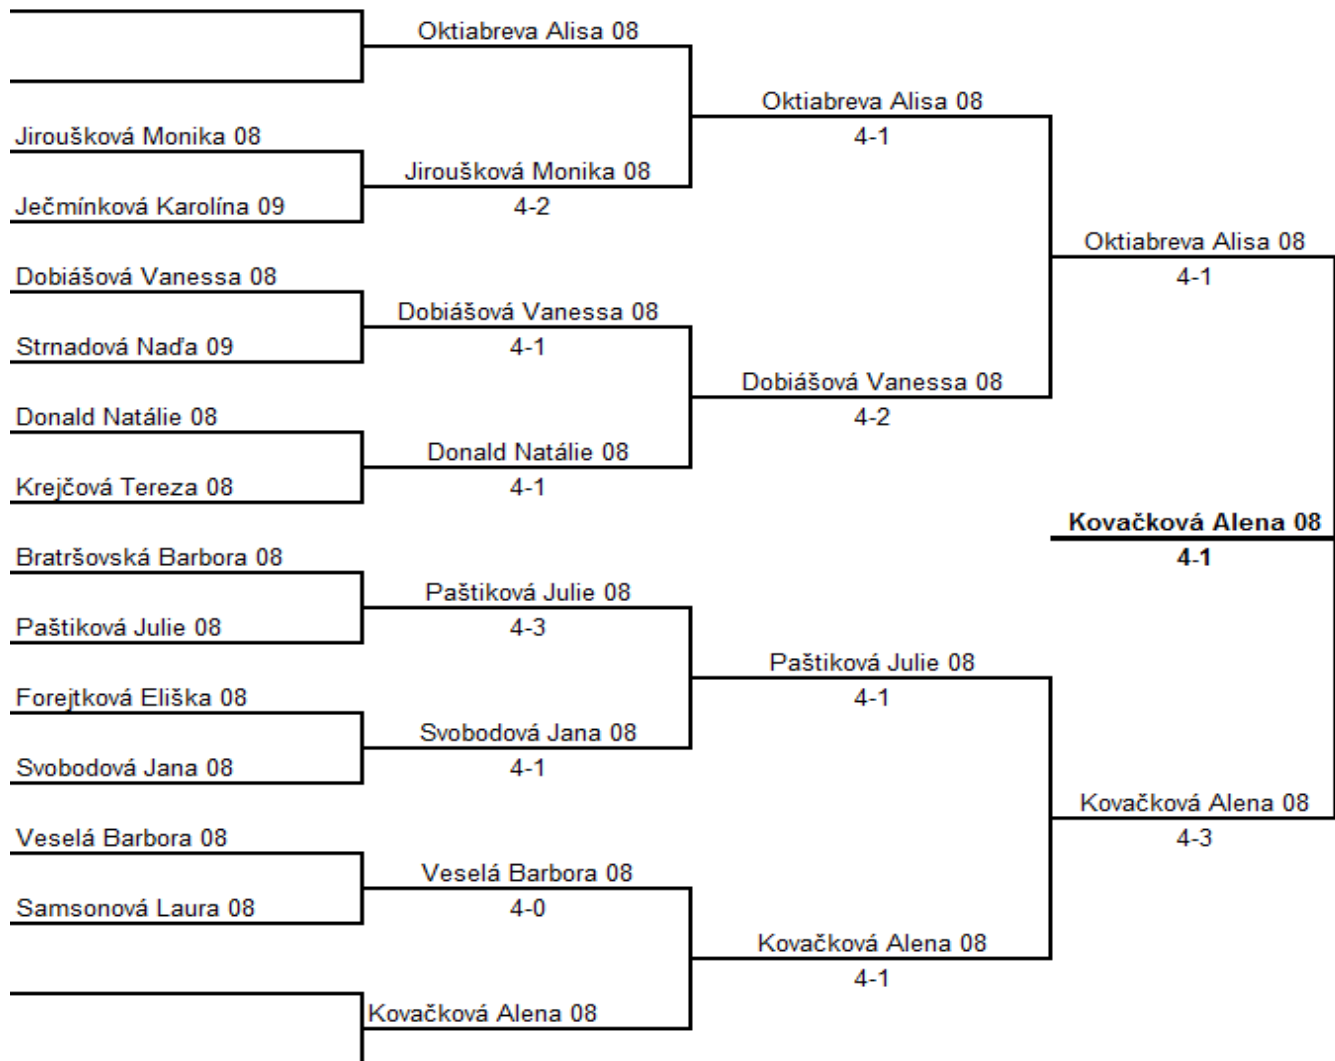 Oktiabreva Alisa 08
Oktiabreva Alisa 08
4-1
Jiroušková Monika 08
Jiroušková Monika 08
4-2
Ječmínková Karolína 09
Oktiabreva Alisa 08
4-1
Dobiášová Vanessa 08
Dobiášová Vanessa 08
4-1
Strnadová Naďa 09
Dobiášová Vanessa 08
4-2
Donald Natálie 08
Donald Natálie 08
4-1
Krejčová Tereza 08
Kovačková Alena 08
4-1
Bratršovská Barbora 08
Paštiková Julie 08
4-3
Paštiková Julie 08
Paštiková Julie 08
4-1
Forejtková Eliška 08
Svobodová Jana 08
4-1
Svobodová Jana 08
Kovačková Alena 08
4-3
Veselá Barbora 08
Veselá Barbora 08
4-0
Samsonová Laura 08
Kovačková Alena 08
4-1
Kovačková Alena 08